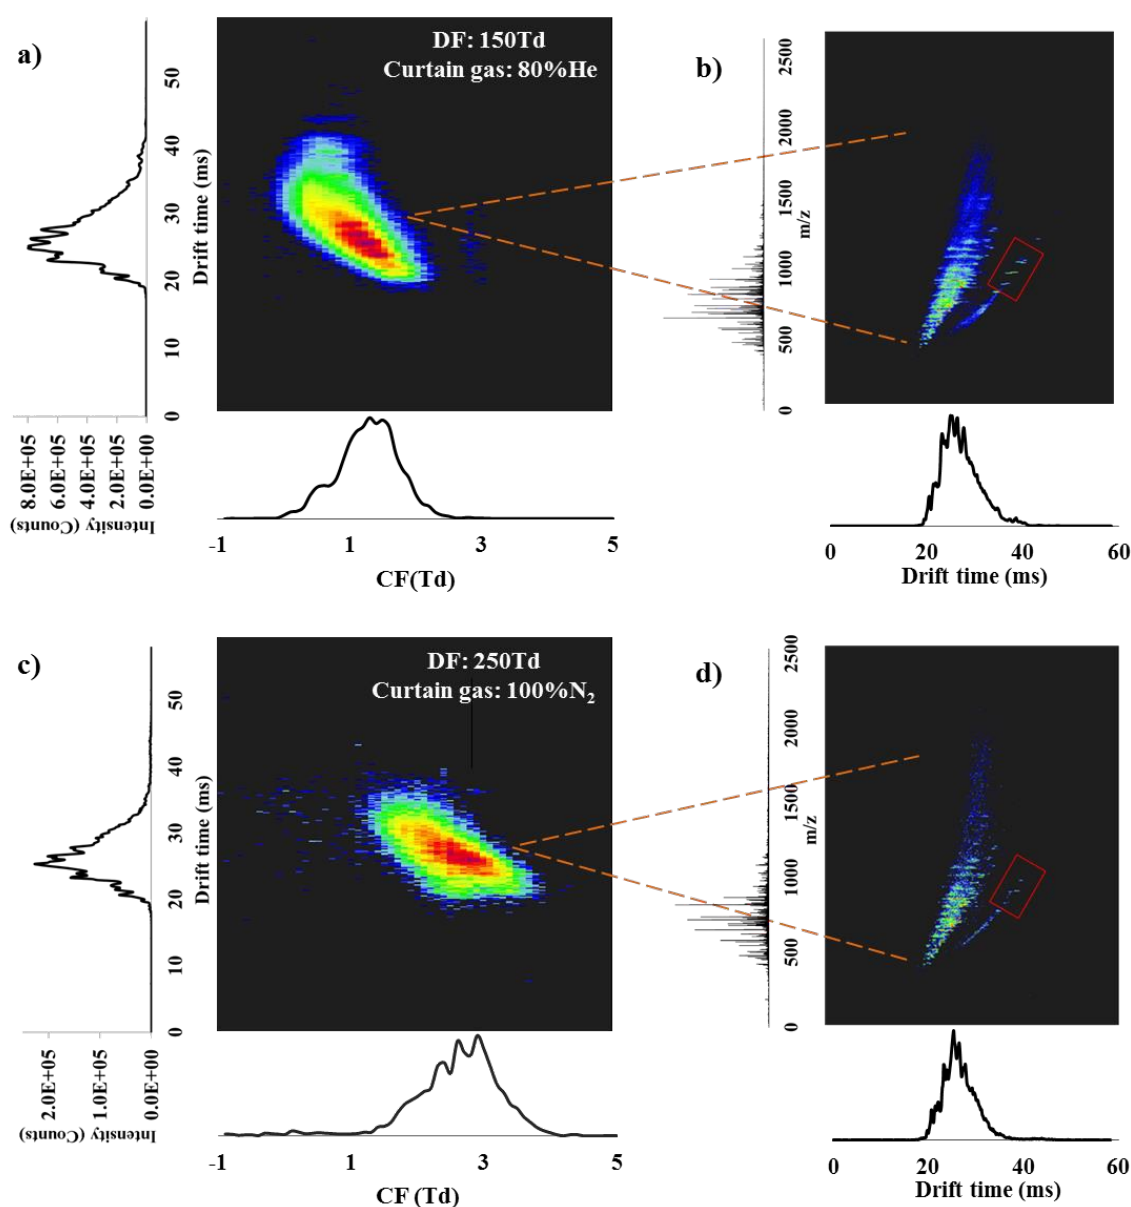 a)
DF: 150Td
Curtain gas: 80%He
50
40
30
20
10
0
Drift time (ms)
8.0E+05
6.0E+05
4.0E+05
2.0E+05
0.0E+00
Intensity (Counts)
-1
1
3
5
CF(Td)
b)
2500
2000
1500
1000
500
0
m/z
0
20
40
60
Drift time (ms)
c)
DF: 250Td
Curtain gas: 100%N₂
50
40
30
20
10
0
Drift time (ms)
2.0E+05
1.0E+05
0.0E+00
Intensity (Counts)
-1
1
3
5
CF (Td)
d)
2500
2000
1500
1000
500
0
m/z
0
20
40
60
Drift time (ms)